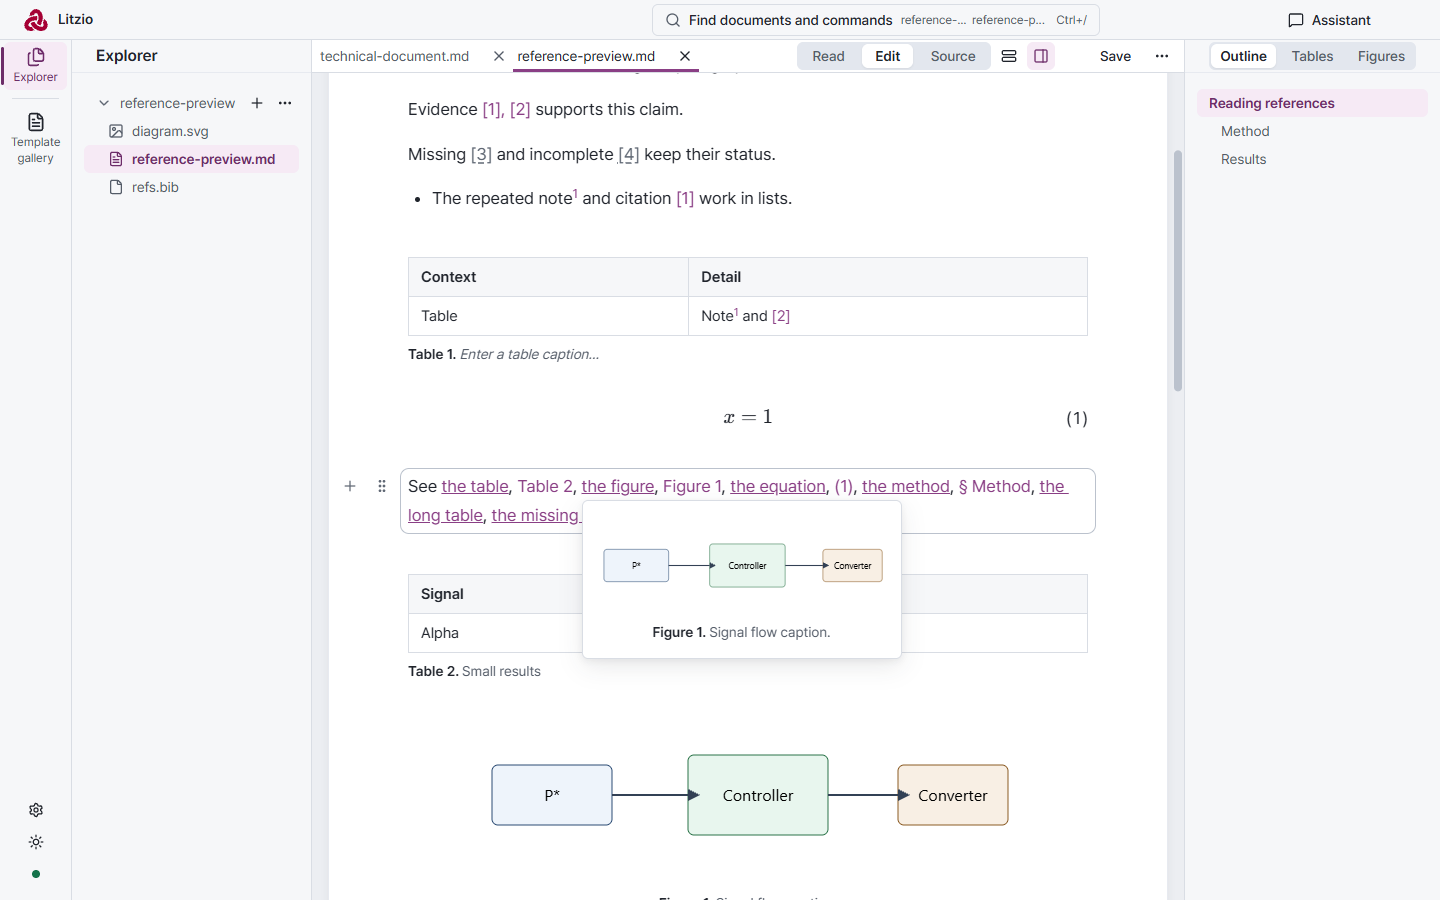 Litzio
Find documents and commands reference-... reference-p... Ctrl+/
Assistant
Explorer
Template gallery
Explorer
reference-preview
diagram.svg
reference-preview.md
refs.bib
technical-document.md
reference-preview.md
Read Edit Source
Save
Outline Tables Figures
Reading references
Method
Results
Evidence [1], [2] supports this claim.
Missing [3] and incomplete [4] keep their status.
• The repeated note1 and citation [1] work in lists.
Context Detail
Table Note1 and [2]
Table 1. Enter a table caption...
x = 1 (1)
See the table, Table 2, the figure, Figure 1, the equation, (1), the method, § Method, the
long table, the missing
P* Controller Converter
Figure 1. Signal flow caption.
Signal
Alpha
Table 2. Small results
P* Controller Converter